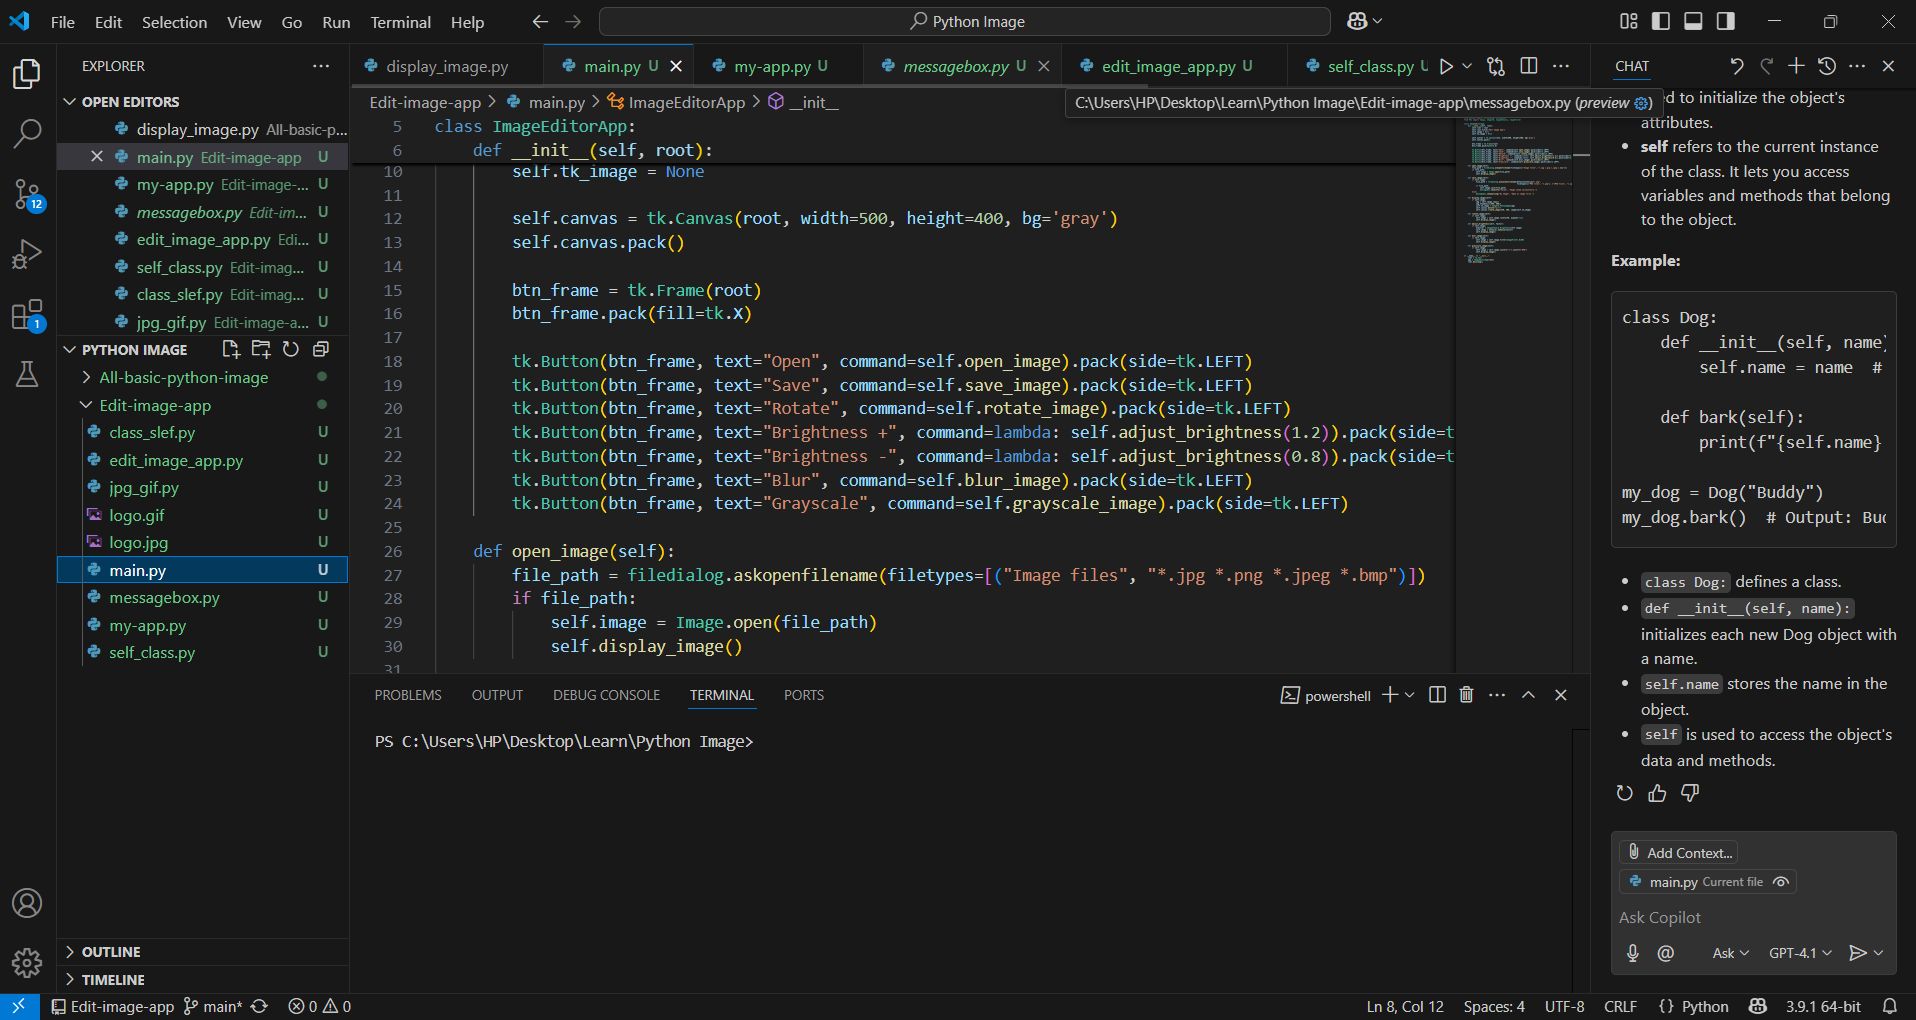 File Edit Selection View Go Run Terminal Help
Python Image
EXPLORER
OPEN EDITORS
display_image.py All-basic-p...
main.py Edit-image-app U
my-app.py Edit-image-... U
messagebox.py Edit-im... U
edit_image_app.py Edi... U
self_class.py Edit-imag... U
class_slef.py Edit-imag... U
jpg_gif.py Edit-image-a... U
PYTHON IMAGE
All-basic-python-image
Edit-image-app
class_slef.py U
edit_image_app.py U
jpg_gif.py U
logo.gif U
logo.jpg U
main.py U
messagebox.py U
my-app.py U
self_class.py U
OUTLINE
TIMELINE
12
1
display_image.py
main.py U
my-app.py U
messagebox.py U
edit_image_app.py U
self_class.py U
Edit-image-app > main.py > ImageEditorApp > __init__
C:\Users\HP\Desktop\Learn\Python Image\Edit-image-app\messagebox.py (preview )
5 class ImageEditorApp:
6 def __init__(self, root):
10 self.tk_image = None
11
12 self.canvas = tk.Canvas(root, width=500, height=400, bg='gray')
13 self.canvas.pack()
14
15 btn_frame = tk.Frame(root)
16 btn_frame.pack(fill=tk.X)
17
18 tk.Button(btn_frame, text="Open", command=self.open_image).pack(side=tk.LEFT)
19 tk.Button(btn_frame, text="Save", command=self.save_image).pack(side=tk.LEFT)
20 tk.Button(btn_frame, text="Rotate", command=self.rotate_image).pack(side=tk.LEFT)
21 tk.Button(btn_frame, text="Brightness +", command=lambda: self.adjust_brightness(1.2)).pack(side=t
22 tk.Button(btn_frame, text="Brightness -", command=lambda: self.adjust_brightness(0.8)).pack(side=t
23 tk.Button(btn_frame, text="Blur", command=self.blur_image).pack(side=tk.LEFT)
24 tk.Button(btn_frame, text="Grayscale", command=self.grayscale_image).pack(side=tk.LEFT)
25
26 def open_image(self):
27 file_path = filedialog.askopenfilename(filetypes=[("Image files", "*.jpg *.png *.jpeg *.bmp")])
28 if file_path:
29 self.image = Image.open(file_path)
30 self.display_image()
31
PROBLEMS OUTPUT DEBUG CONSOLE TERMINAL PORTS
powershell
PS C:\Users\HP\Desktop\Learn\Python Image>
CHAT
ed to initialize the object's
attributes.
self refers to the current instance
of the class. It lets you access
variables and methods that belong
to the object.
Example:
class Dog:
def __init__(self, name)
self.name = name #
def bark(self):
print(f"{self.name}
my_dog = Dog("Buddy")
my_dog.bark() # Output: Bud
class Dog: defines a class.
def __init__(self, name):
initializes each new Dog object with
a name.
self.name stores the name in the
object.
self is used to access the object's
data and methods.
Add Context...
main.py Current file
Ask Copilot
@ Ask GPT-4.1
Edit-image-app main* 0 0
Ln 8, Col 12 Spaces: 4 UTF-8 CRLF {} Python 3.9.1 64-bit